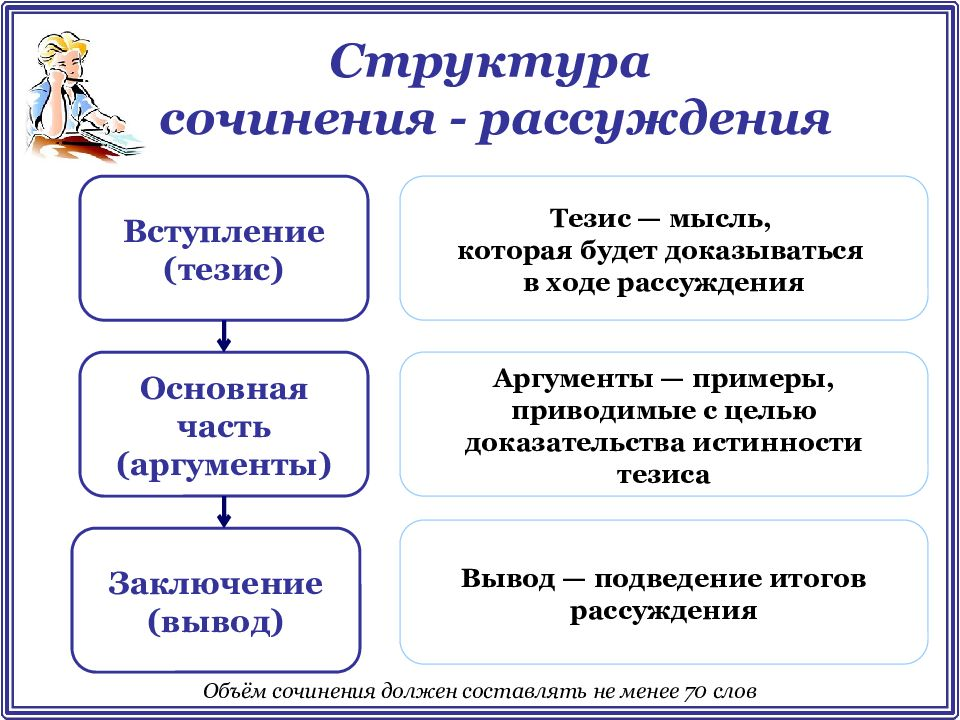 Структура
сочинения - рассуждения
Вступление
(тезис)
Тезис — мысль,
которая будет доказываться
в ходе рассуждения
Основная
часть
(аргументы)
Аргументы — примеры,
приводимые с целью
доказательства истинности
тезиса
Заключение
(вывод)
Вывод — подведение итогов
рассуждения
Объём сочинения должен составлять не менее 70 слов